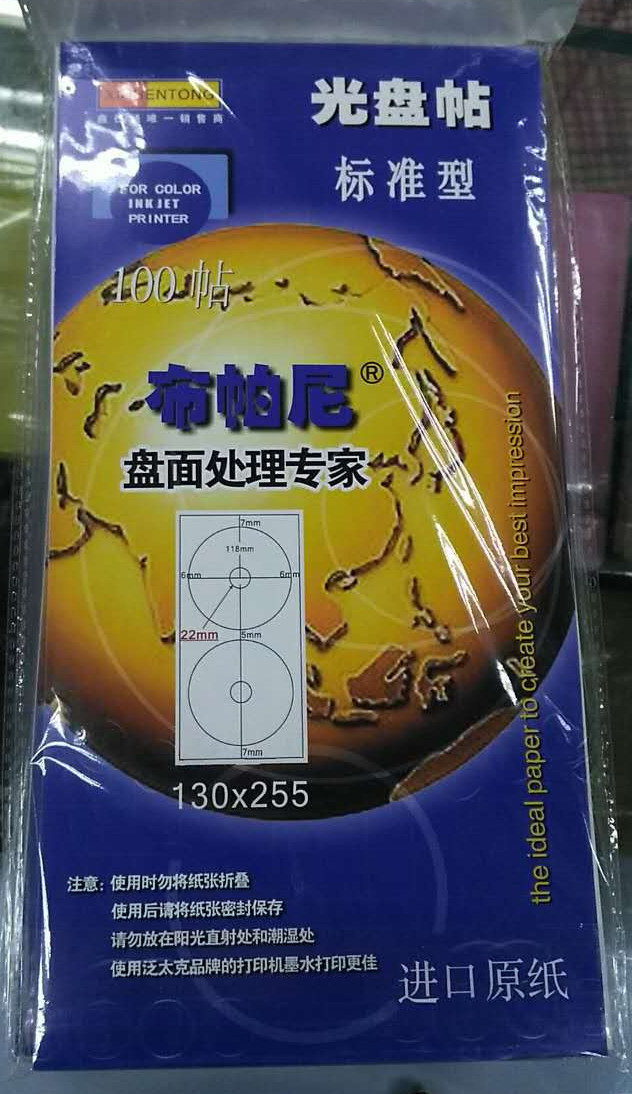 光盘帖
唯一销售商
标准型
FOR COLOR
INKJET
PRINTER
100帖
布帕尼®
盘面处理专家
7mm
118mm
6mm 6mm
22mm 5mm
7mm
130x255
the ideal paper to create your best impression
注意：使用时勿将纸张折叠
使用后请将纸张密封保存
请勿放在阳光直射处和潮湿处
使用泛太克品牌的打印机墨水打印更佳
进口原纸